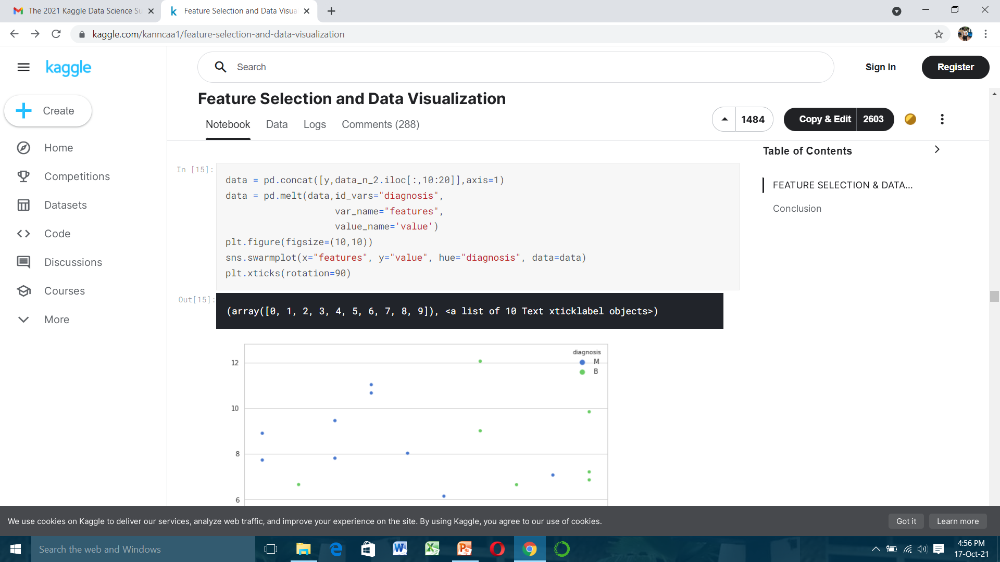 The 2021 Kaggle Data Science Su
Feature Selection and Data Visua
kaggle.com/kanncaa1/feature-selection-and-data-visualization
kaggle
Search
Sign In
Register
Create
Home
Competitions
Datasets
Code
Discussions
Courses
More
Feature Selection and Data Visualization
Notebook Data Logs Comments (288)
1484
Copy & Edit 2603
Table of Contents
FEATURE SELECTION & DATA...
Conclusion
In [15]:
data = pd.concat([y,data_n_2.iloc[:,10:20]],axis=1)
data = pd.melt(data,id_vars="diagnosis",
var_name="features",
value_name='value')
plt.figure(figsize=(10,10))
sns.swarmplot(x="features", y="value", hue="diagnosis", data=data)
plt.xticks(rotation=90)
Out[15]:
(array([0, 1, 2, 3, 4, 5, 6, 7, 8, 9]), <a list of 10 Text xticklabel objects>)
diagnosis
M
B
12
10
8
6
We use cookies on Kaggle to deliver our services, analyze web traffic, and improve your experience on the site. By using Kaggle, you agree to our use of cookies.
Got it
Learn more
Search the web and Windows
4:56 PM
17-Oct-21